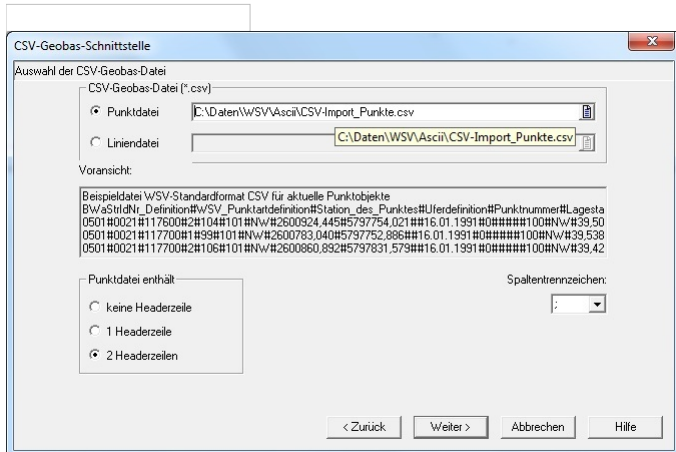 CSV-Geobas-Schnittstelle
Auswahl der CSV-Geobas-Datei
CSV-Geobas-Datei (*.csv)
Punktdatei
C:\Daten\WSV\Ascii\CSV-Import_Punkte.csv
Liniendatei
C:\Daten\WSV\Ascii\CSV-Import_Punkte.csv
Voransicht:
Beispieldatei WSV-Standardformat CSV für aktuelle Punktobjekte
BWaStrIdNr_Definition#WSV_Punktartdefinition#Station_des_Punktes#Uferdefinition#Punktnummer#Lagesta
0501#0021#117600#2#104#101#NW#2600924,445#5797754,021##16.01.1991#0#####100#NW#39,50
0501#0021#117700#1#99#101#NW#2600783,040#5797752,886##16.01.1991#0#####100#NW#39,538
0501#0021#117700#2#106#101#NW#2600860,892#5797831,579##16.01.1991#0#####100#NW#39,42
Punktdatei enthält
Spaltentrennzeichen:
keine Headerzeile
;
1 Headerzeile
2 Headerzeilen
< Zurück
Weiter >
Abbrechen
Hilfe